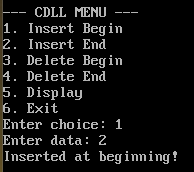 --- CDLL MENU ---
1. Insert Begin
2. Insert End
3. Delete Begin
4. Delete End
5. Display
6. Exit
Enter choice: 1
Enter data: 2
Inserted at beginning!